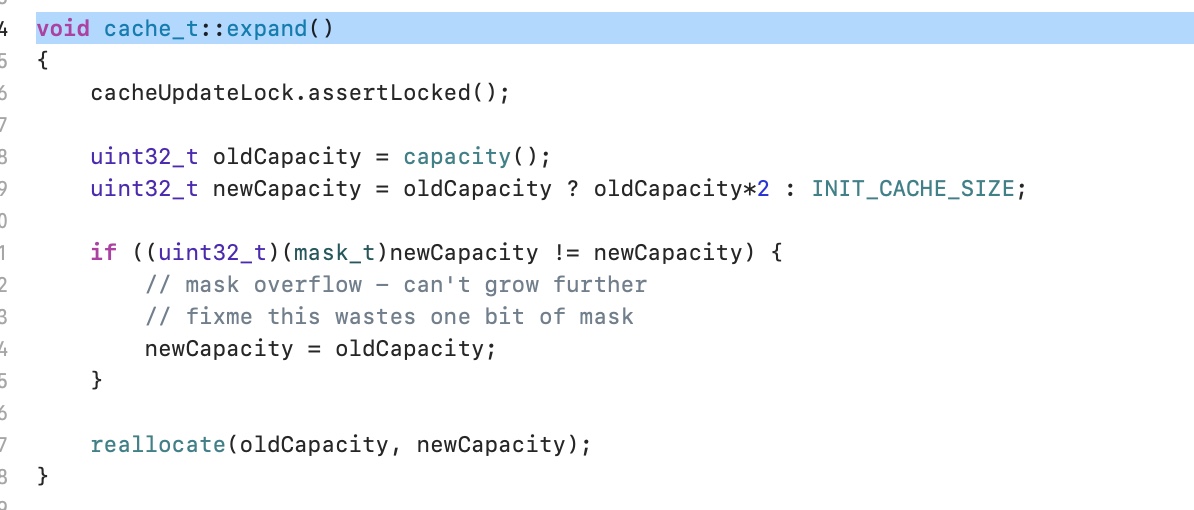 4 void cache_t::expand()
5 {
6     cacheUpdateLock.assertLocked();
7
8     uint32_t oldCapacity = capacity();
9     uint32_t newCapacity = oldCapacity ? oldCapacity*2 : INIT_CACHE_SIZE;
0
1     if ((uint32_t)(mask_t)newCapacity != newCapacity) {
2         // mask overflow – can't grow further
3         // fixme this wastes one bit of mask
4         newCapacity = oldCapacity;
5     }
6
7     reallocate(oldCapacity, newCapacity);
8 }
9